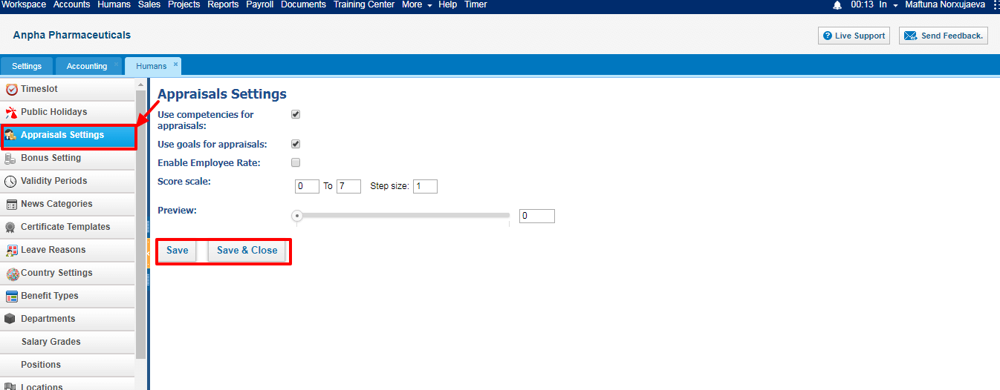 Workspace Accounts Humans Sales Projects Reports Payroll Documents Training Center More Help Timer 00:13 In Maftuna Norxujaeva
Anpha Pharmaceuticals
Live Support Send Feedback.
Settings Accounting Humans
Timeslot
Public Holidays
Appraisals Settings
Bonus Setting
Validity Periods
News Categories
Certificate Templates
Leave Reasons
Country Settings
Benefit Types
Departments
Salary Grades
Positions
Locations
Appraisals Settings
Use competencies for
appraisals:
Use goals for appraisals:
Enable Employee Rate:
Score scale: 0 To 7 Step size: 1
Preview: 0
Save Save & Close